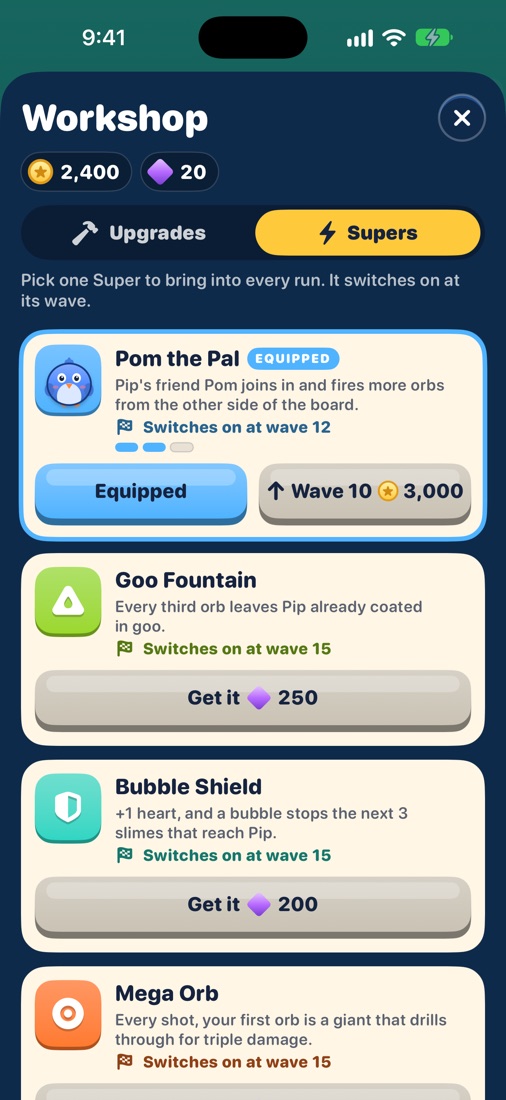 9:41
Workshop
2,400
20
Upgrades
Supers
Pick one Super to bring into every run. It switches on at
its wave.
Pom the Pal EQUIPPED
Pip's friend Pom joins in and fires more orbs
from the other side of the board.
Switches on at wave 12
Equipped
Wave 10 3,000
Goo Fountain
Every third orb leaves Pip already coated
in goo.
Switches on at wave 15
Get it 250
Bubble Shield
+1 heart, and a bubble stops the next 3
slimes that reach Pip.
Switches on at wave 15
Get it 200
Mega Orb
Every shot, your first orb is a giant that drills
through for triple damage.
Switches on at wave 15